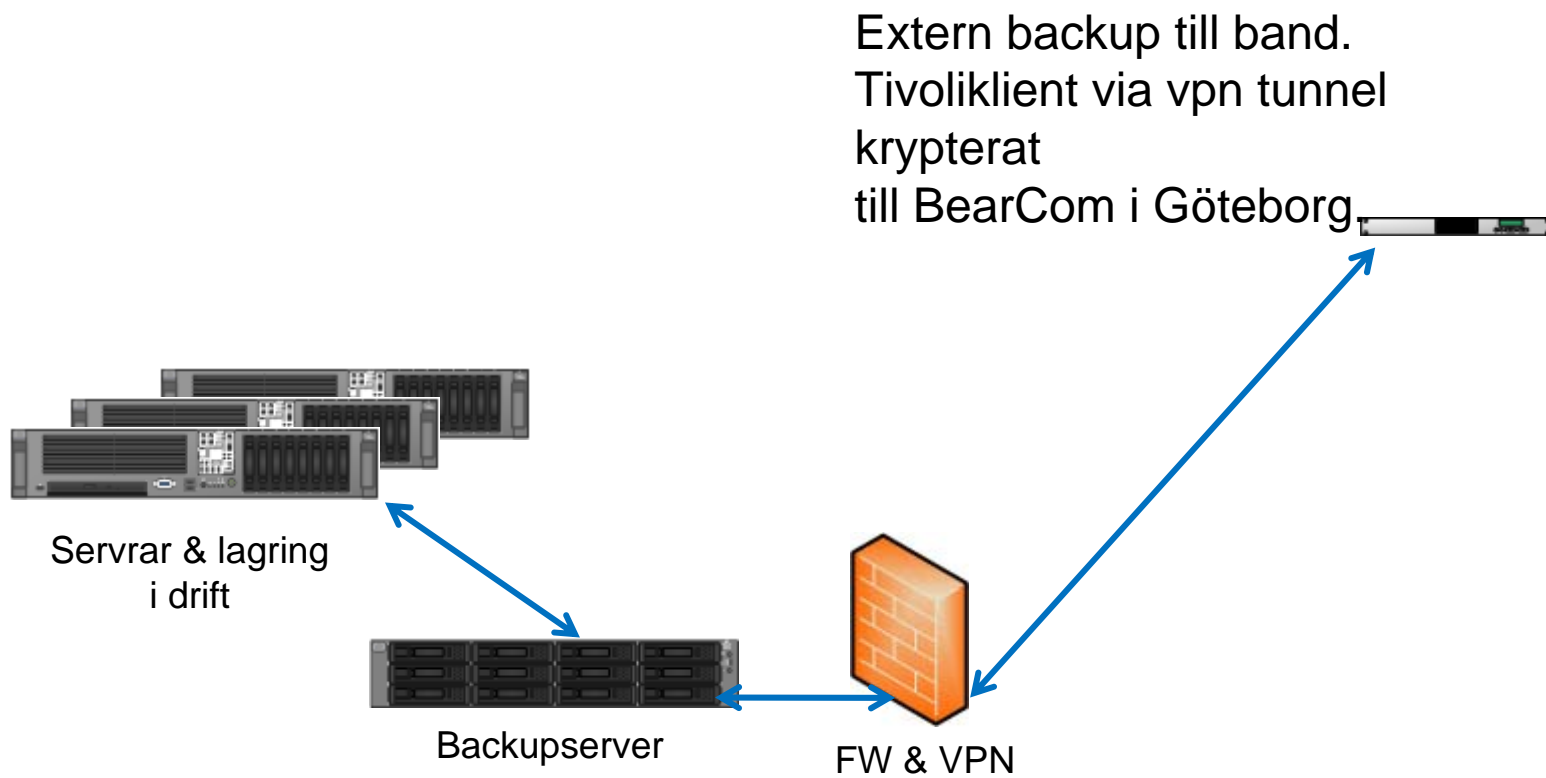 Extern backup till band.
Tivoliklient via vpn tunnel
krypterat
till BearCom i Göteborg.
Servrar & lagring
i drift
Backupserver
FW & VPN